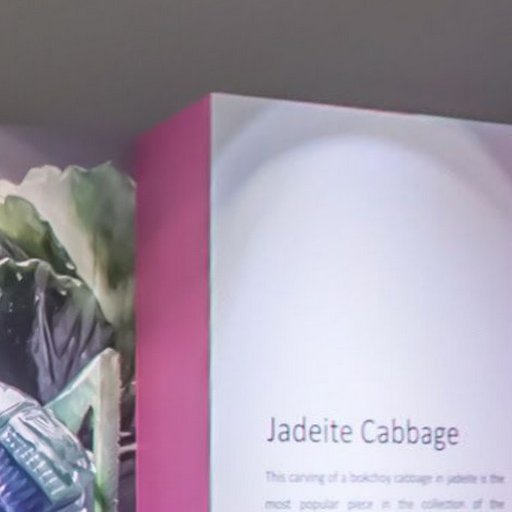 Jadeite Cabbage
This carving of a bokchoy cabbage in jadeite is the
most popular piece in the collection of the